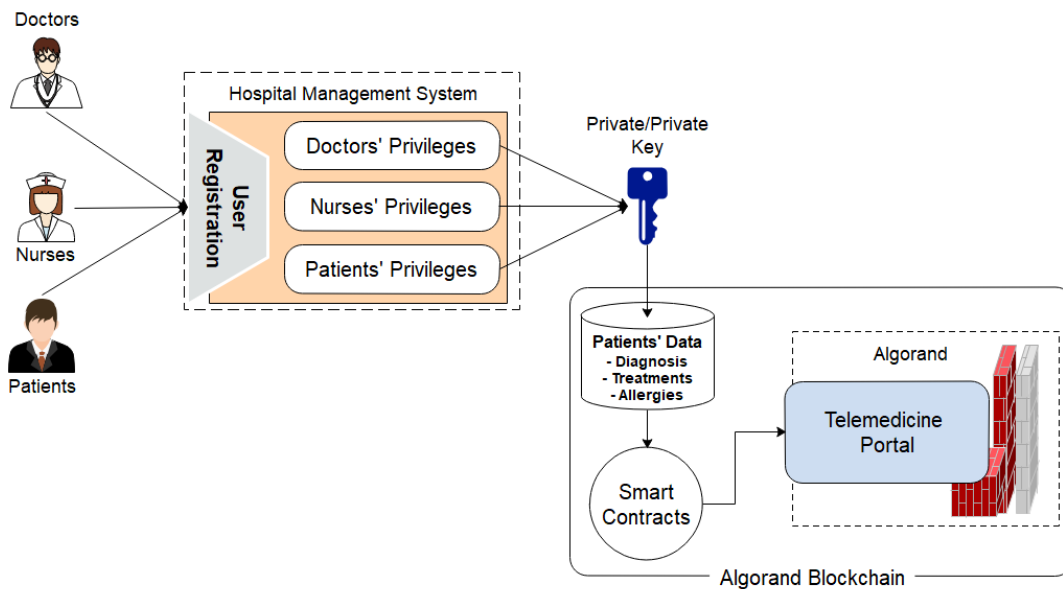 Doctors
Nurses
Patients
Hospital Management System
User
Registration
Doctors' Privileges
Nurses' Privileges
Patients' Privileges
Private/Private
Key
Patients' Data
- Diagnosis
- Treatments
- Allergies
Smart
Contracts
Algorand
Telemedicine
Portal
Algorand Blockchain